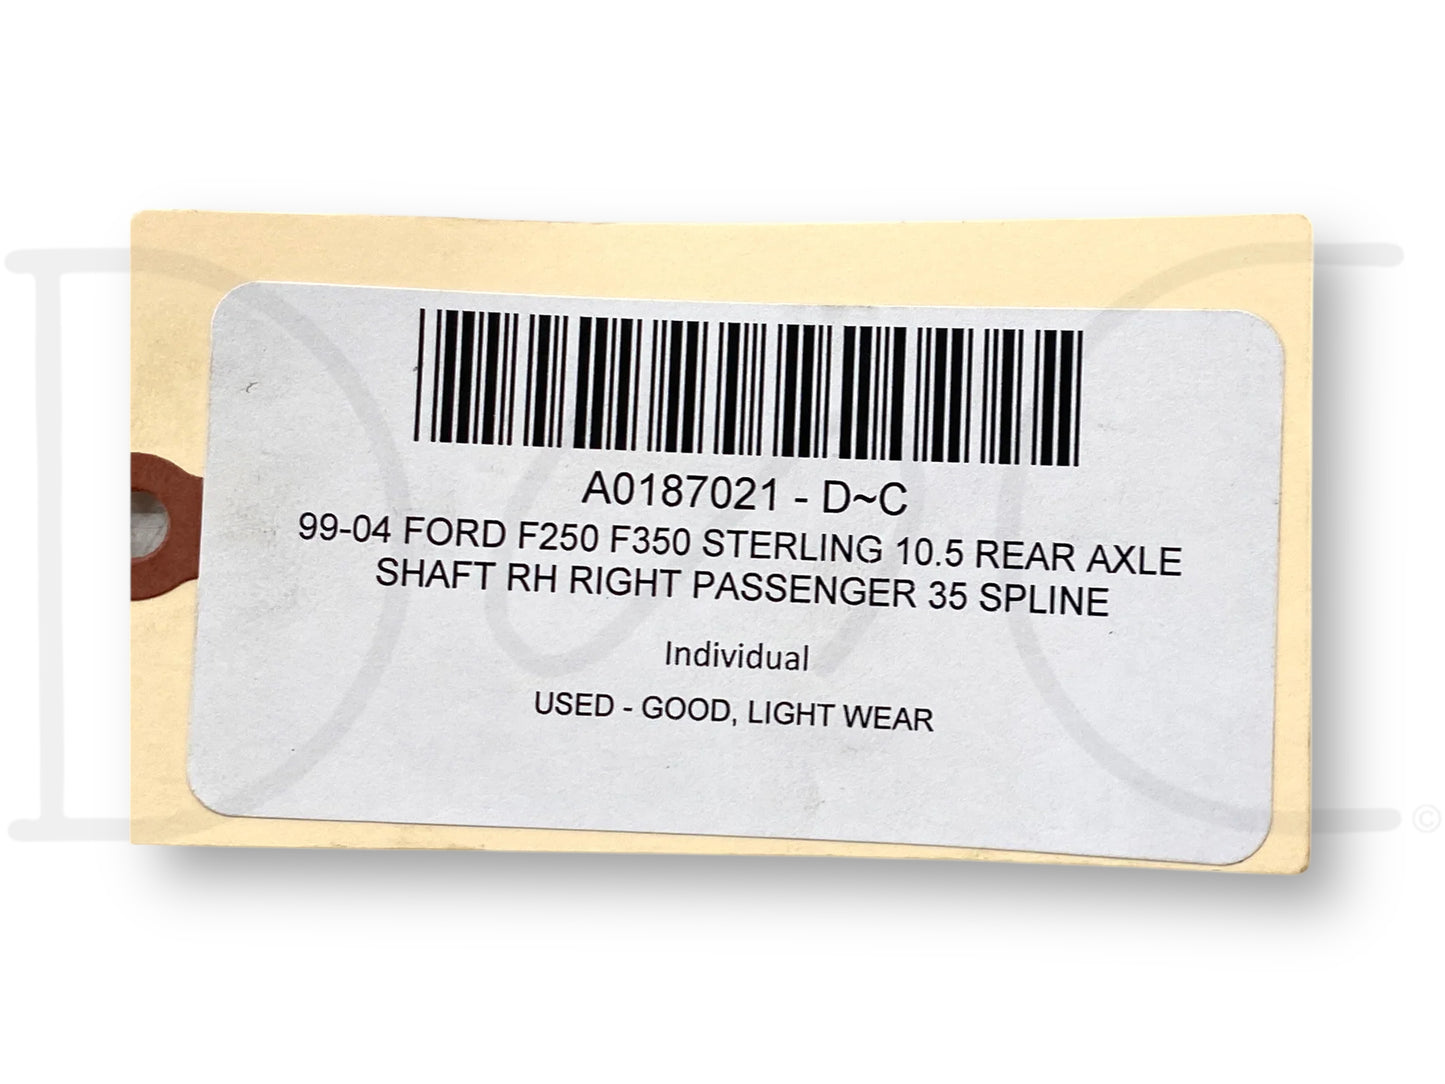 A0187021 - D~C
99-04 FORD F250 F350 STERLING 10.5 REAR AXLE
SHAFT RH RIGHT PASSENGER 35 SPLINE
Individual
USED - GOOD, LIGHT WEAR
D~C
©